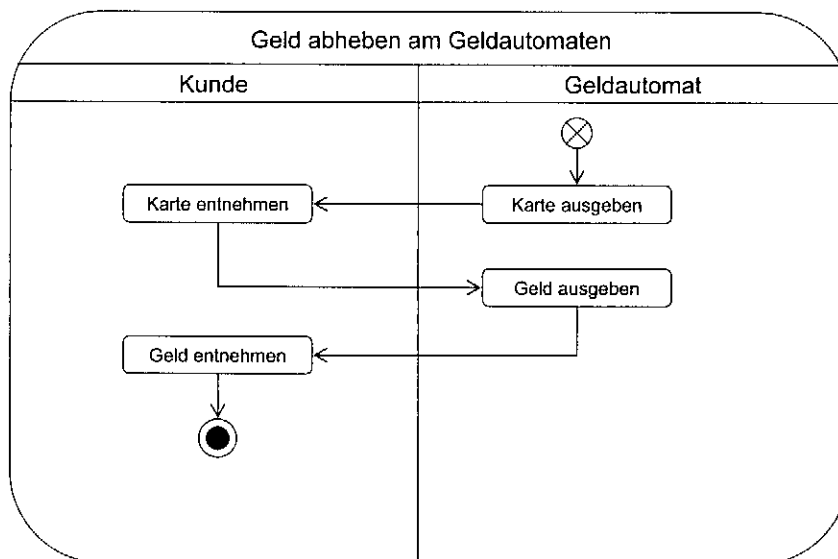 Geld abheben am Geldautomaten
Kunde
Geldautomat
Karte entnehmen
Karte ausgeben
Geld ausgeben
Geld entnehmen